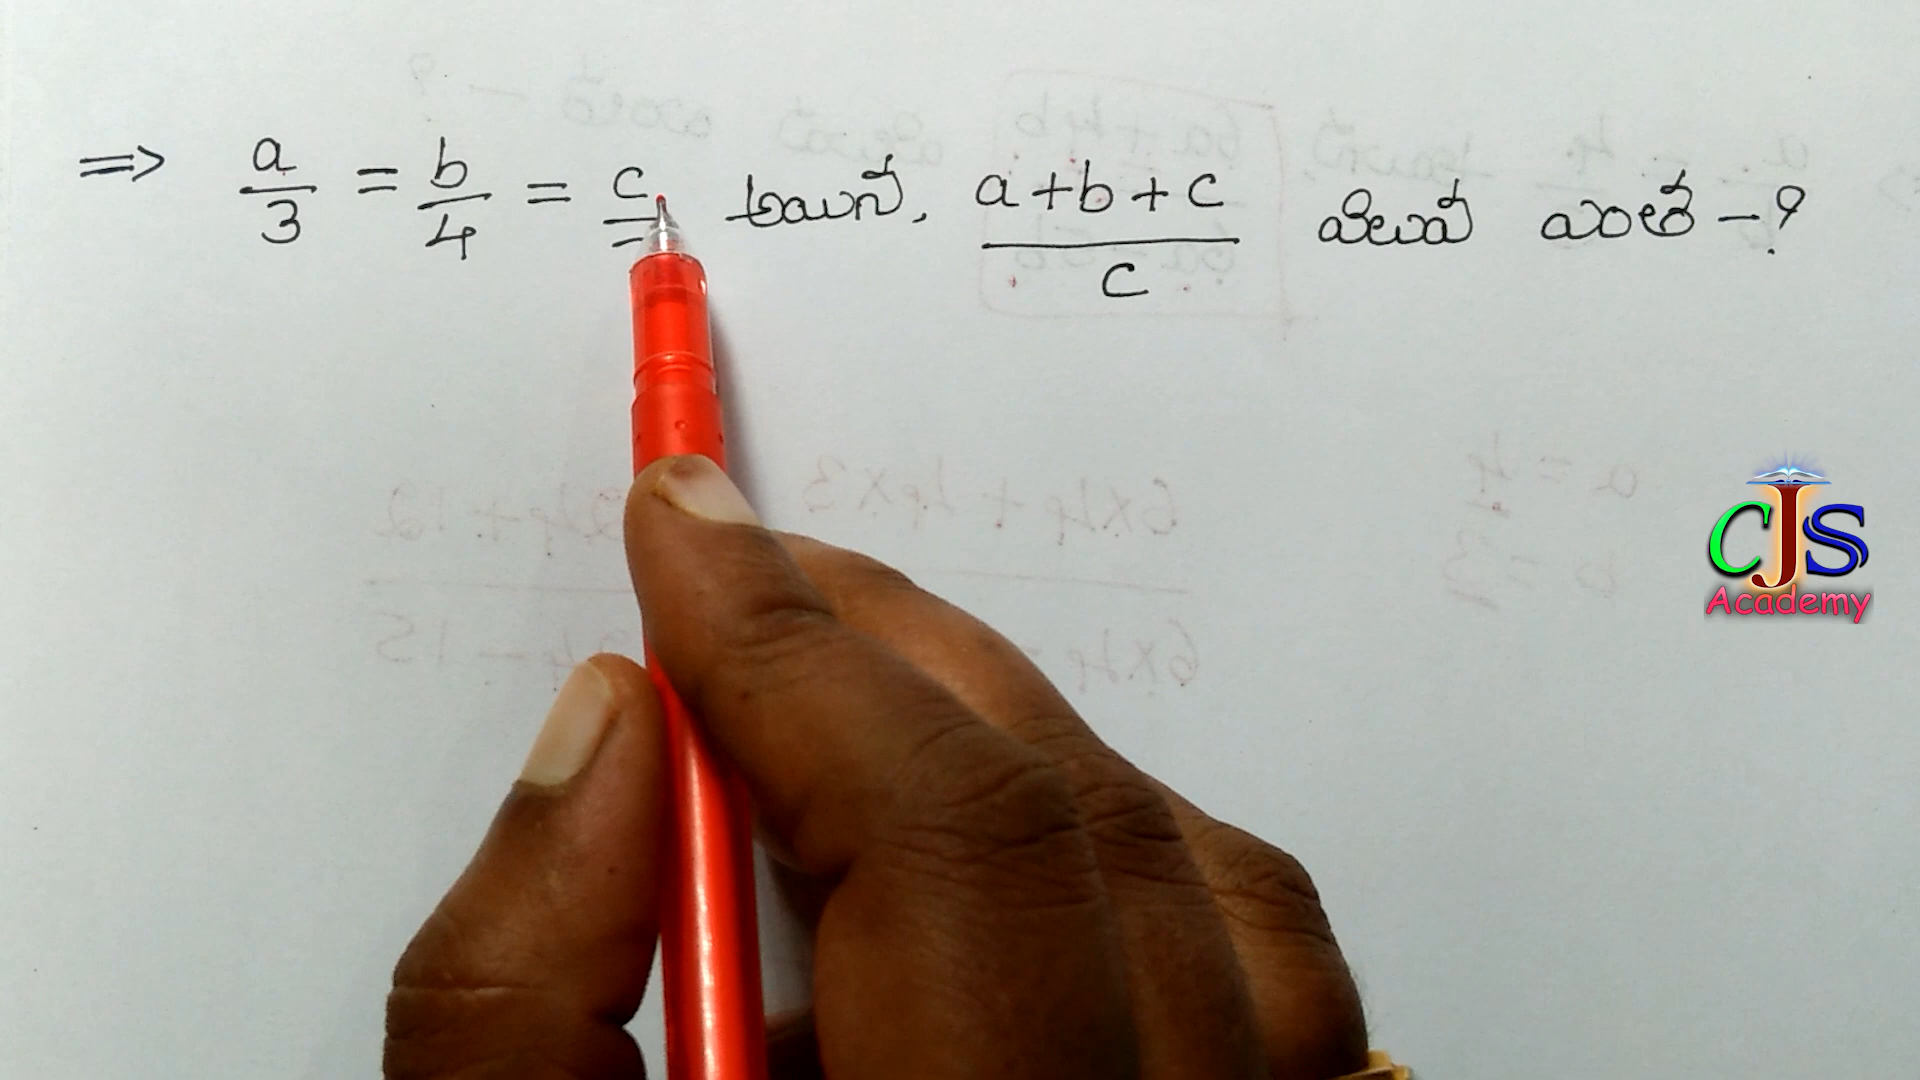 ⇒ a/3 = b/4 = c/ అయిన, (a+b+c)/c విలువ ఎంత - ?
CJS
Academy